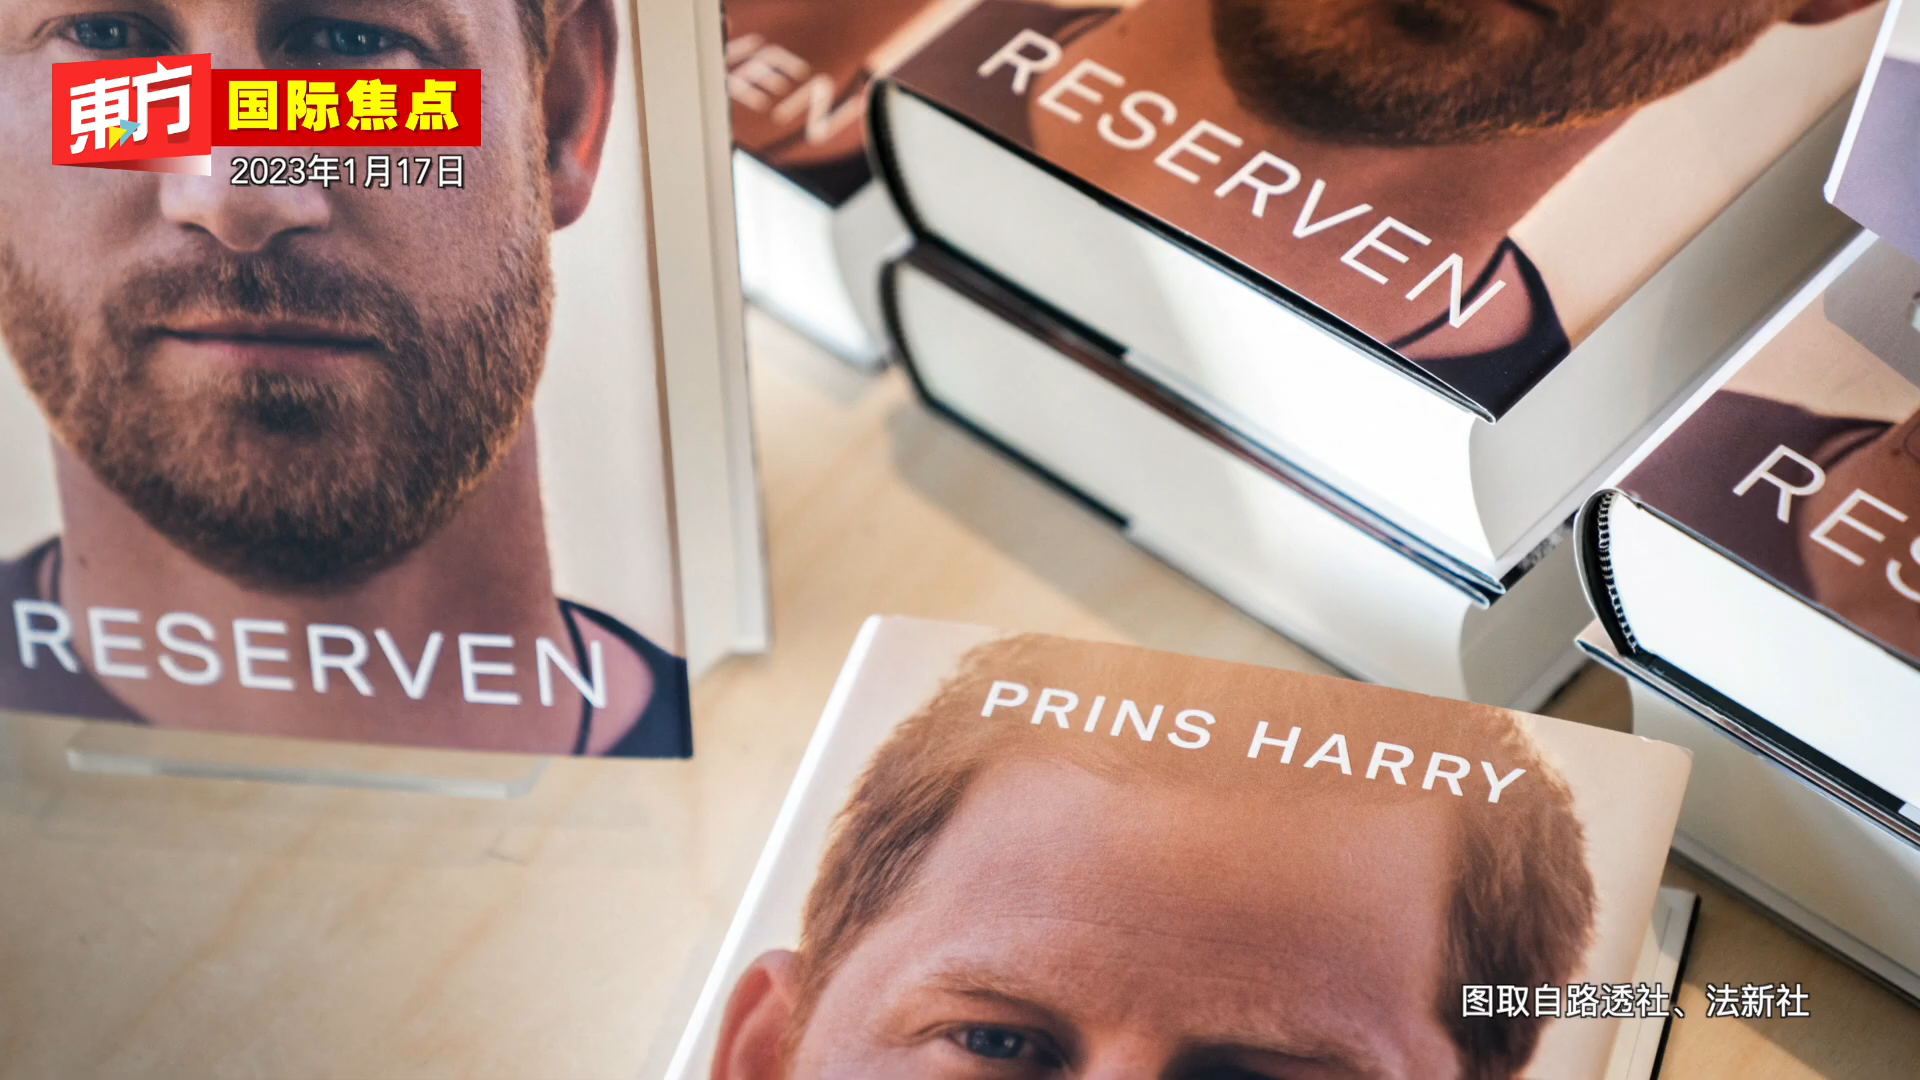 東方
国际焦点
2023年1月17日
RESERVEN
EN
RESERVEN
RES
PRINS HARRY
图取自路透社、法新社